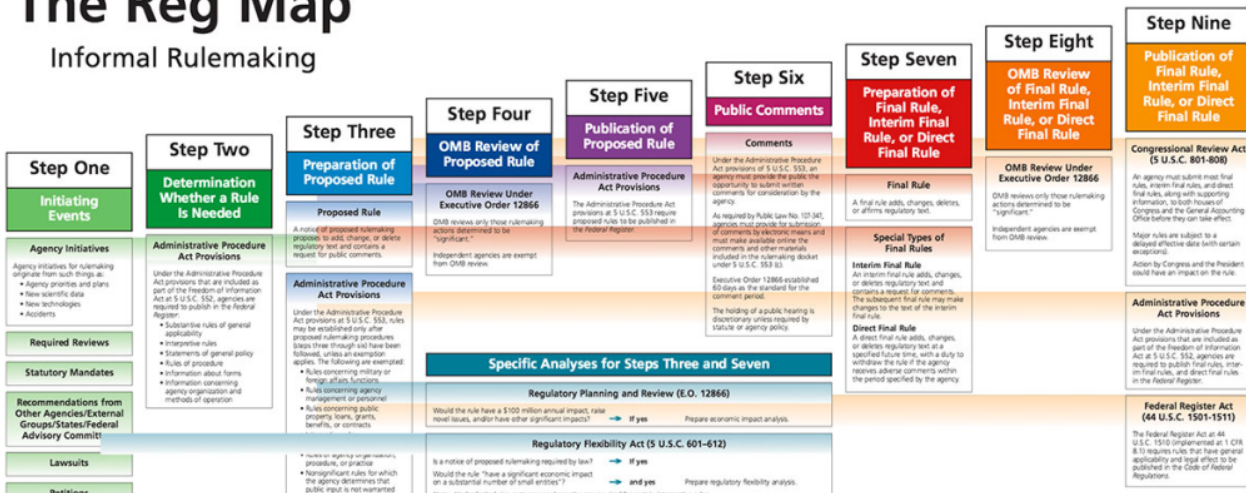 The Reg Map
Informal Rulemaking
Step One
Initiating
Events
Agency Initiatives
Agency initiatives for rulemaking
originate from such things as:
• Agency priorities and plans
• New scientific data
• New technologies
• Accidents
Required Reviews
Statutory Mandates
Recommendations from
Other Agencies/External
Groups/States/Federal
Advisory
Lawsuits
Petitions
Step Two
Determination
Whether a Rule
Is Needed
Administrative Procedure
Act Provisions
Under the Administrative Procedure
Act provisions that are included as
part of the Freedom of Information
Act at 5 U.S.C. 552, agencies are
required to publish in the Federal
Register:
• Substantive rules of general
applicability
• Interpretive rules
• Statements of general policy
• Rules of procedure
• Information about forms
• Information concerning
agency organization and
methods of operation
Step Three
Preparation of
Proposed Rule
Proposed Rule
A notice of proposed rulemaking
proposes to add, change, or delete
regulatory text and contains a
request for public comments.
Administrative Procedure
Act Provisions
Under the Administrative Procedure
Act provisions at 5 U.S.C. 553, rules
may be established only after
proposed rulemaking procedures
(steps three through six) have been
followed, unless an exemption
applies. The following are exempted:
• Rules concerning military or
foreign affairs functions
• Rules concerning agency
management or personnel
• Rules concerning public
property, loans, grants,
benefits, or contracts
procedure, or practice
• Nonsignificant rules for which
the agency determines that
public input is not warranted
Step Four
OMB Review of
Proposed Rule
OMB Review Under
Executive Order 12866
OMB reviews only those rulemaking
actions determined to be
"significant."
Independent agencies are exempt
from OMB review.
Step Five
Publication of
Proposed Rule
Administrative Procedure
Act Provisions
The Administrative Procedure Act
provisions at 5 U.S.C. 553 require
proposed rules to be published in
the Federal Register.
Step Six
Public Comments
Comments
Under the Administrative Procedure
Act provisions of 5 U.S.C. 553, an
agency must provide the public the
opportunity to submit written
comments for consideration by the
agency.
As required by Public Law No. 107-347,
agencies must provide for submission
of comments by electronic means and
must make available online the
comments and other materials
included in the rulemaking docket
under 5 U.S.C. 553 (c).
Executive Order 12866 established
60 days as the standard for the
comment period.
The holding of a public hearing is
discretionary unless required by
statute or agency policy.
Specific Analyses for Steps Three and Seven
Regulatory Planning and Review (E.O. 12866)
Would the rule have a $100 million annual impact, raise
novel issues, and/or have other significant impacts? → If yes Prepare economic impact analysis.
Regulatory Flexibility Act (5 U.S.C. 601–612)
Is a notice of proposed rulemaking required by law? → If yes
Would the rule "have a significant economic impact
on a substantial number of small entities"? → and yes Prepare regulatory flexibility analysis.
Step Seven
Preparation of
Final Rule,
Interim Final
Rule, or Direct
Final Rule
Final Rule
A final rule adds, changes, deletes,
or affirms regulatory text.
Special Types of
Final Rules
Interim Final Rule
An interim final rule adds, changes,
or deletes regulatory text and
contains a request for comments.
The subsequent final rule may make
changes to the text of the interim
final rule.
Direct Final Rule
A direct final rule adds, changes,
or deletes regulatory text at a
specified future time, with a duty to
withdraw the rule if the agency
receives adverse comments within
the period specified by the agency.
Step Eight
OMB Review
of Final Rule,
Interim Final
Rule, or Direct
Final Rule
OMB Review Under
Executive Order 12866
OMB reviews only those rulemaking
actions determined to be
"significant."
Independent agencies are exempt
from OMB review.
Step Nine
Publication of
Final Rule,
Interim Final
Rule, or Direct
Final Rule
Congressional Review Act
(5 U.S.C. 801-808)
An agency must submit most final
rules, interim final rules, and direct
final rules, along with supporting
information, to both houses of
Congress and the General Accounting
Office before they can take effect.
Major rules are subject to a
delayed effective date (with certain
exceptions).
Action by Congress and the President
could have an impact on the rule.
Administrative Procedure
Act Provisions
Under the Administrative Procedure
Act provisions that are included as
part of the Freedom of Information
Act at 5 U.S.C. 552, agencies are
required to publish final rules, inter-
im final rules, and direct final rules
in the Federal Register.
Federal Register Act
(44 U.S.C. 1501-1511)
The Federal Register Act at 44
U.S.C. 1510 (implemented at 1 CFR
8.1) requires rules that have general
applicability and legal effect to be
published in the Code of Federal
Regulations.